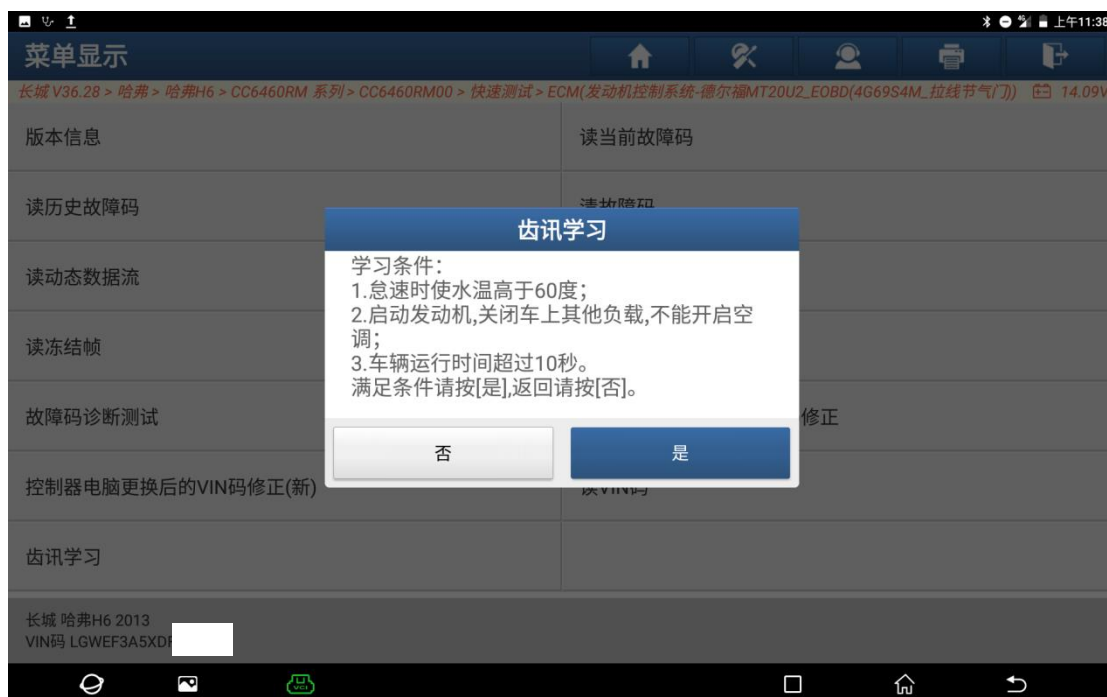 上午11:38
菜单显示
长城 V36.28 > 哈弗 > 哈弗H6 > CC6460RM 系列 > CC6460RM00 > 快速测试 > ECM(发动机控制系统-德尔福MT20U2_EOBD(4G69S4M_拉线节气门)) 14.09V
版本信息
读当前故障码
读历史故障码
清故障码
齿讯学习
读动态数据流
学习条件:
1.怠速时使水温高于60度;
2.启动发动机,关闭车上其他负载,不能开启空
调;
读冻结帧
3.车辆运行时间超过10秒。
满足条件请按[是],返回请按[否]。
故障码诊断测试
修正
否
是
控制器电脑更换后的VIN码修正(新)
读VIN码
齿讯学习
长城 哈弗H6 2013
VIN码 LGWEF3A5XD
VCI